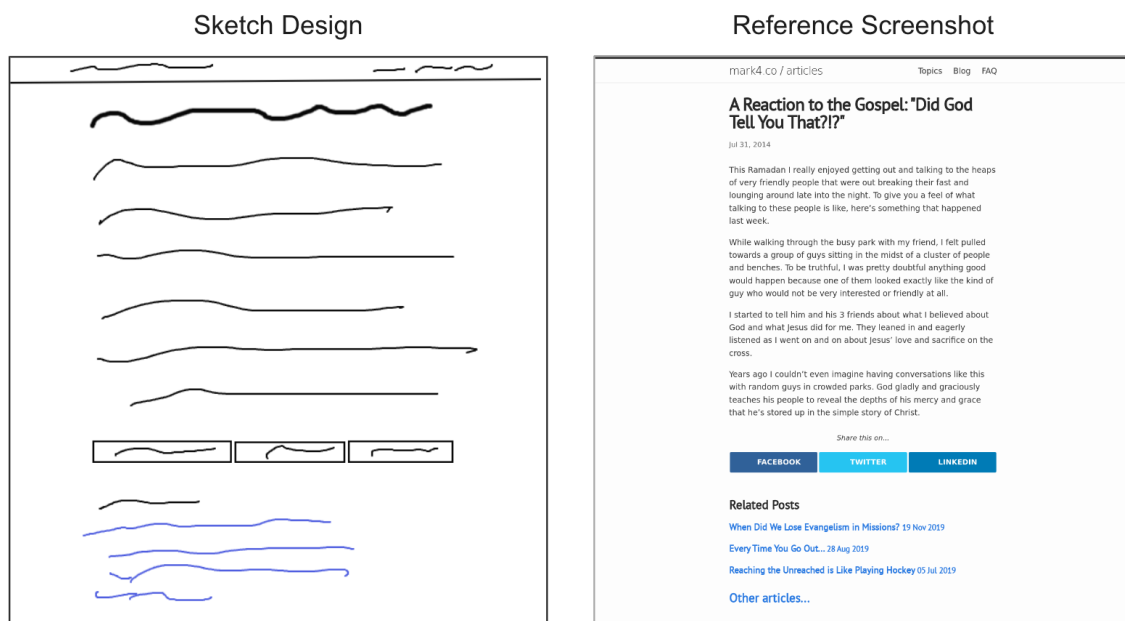 Sketch Design
Reference Screenshot
mark4.co / articles
Topics Blog FAQ
A Reaction to the Gospel: "Did God
Tell You That?!?"
Jul 31, 2014
This Ramadan I really enjoyed getting out and talking to the heaps
of very friendly people that were out breaking their fast and
lounging around late into the night. To give you a feel of what
talking to these people is like, here's something that happened
last week.
While walking through the busy park with my friend, I felt pulled
towards a group of guys sitting in the midst of a cluster of people
and benches. To be truthful, I was pretty doubtful anything good
would happen because one of them looked exactly like the kind of
guy who would not be very interested or friendly at all.
I started to tell him and his 3 friends about what I believed about
God and what Jesus did for me. They leaned in and eagerly
listened as I went on and on about Jesus' love and sacrifice on the
cross.
Years ago I couldn't even imagine having conversations like this
with random guys in crowded parks. God gladly and graciously
teaches his people to reveal the depths of his mercy and grace
that he's stored up in the simple story of Christ.
Share this on...
FACEBOOK TWITTER LINKEDIN
Related Posts
When Did We Lose Evangelism in Missions? 19 Nov 2019
Every Time You Go Out... 28 Aug 2019
Reaching the Unreached is Like Playing Hockey 05 Jul 2019
Other articles...